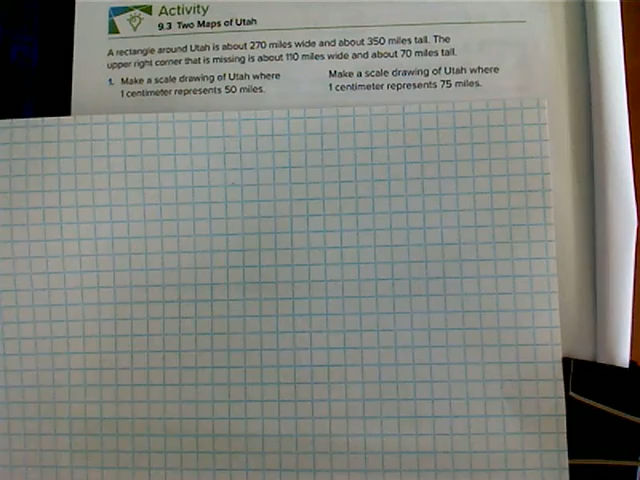 Activity
9.3 Two Maps of Utah
A rectangle around Utah is about 270 miles wide and about 350 miles tall. The
upper right corner that is missing is about 110 miles wide and about 70 miles tall.
1. Make a scale drawing of Utah where
1 centimeter represents 50 miles.
Make a scale drawing of Utah where
1 centimeter represents 75 miles.